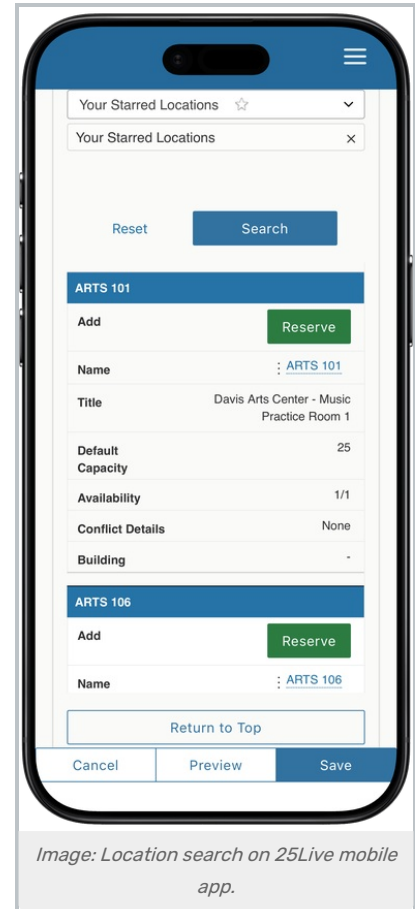 Your Starred Locations
Your Starred Locations ×
Reset Search
ARTS 101
Add Reserve
Name : ARTS 101
Title Davis Arts Center - Music
Practice Room 1
Default 25
Capacity
Availability 1/1
Conflict Details None
Building -
ARTS 106
Add Reserve
Name : ARTS 106
Return to Top
Cancel Preview Save
Image: Location search on 25Live mobile
app.